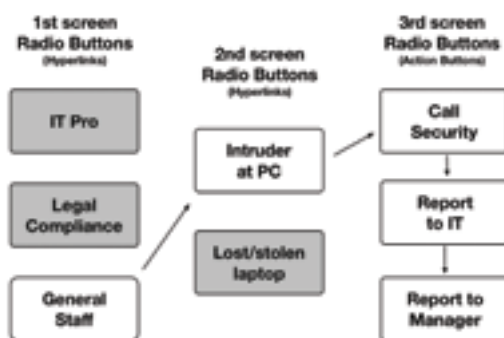 1st screen
Radio Buttons
(Hyperlinks)
IT Pro
Legal
Compliance
General
Staff
2nd screen
Radio Buttons
(Hyperlinks)
Intruder
at PC
Lost/stolen
laptop
3rd screen
Radio Buttons
(Action Buttons)
Call
Security
Report
to IT
Report to
Manager